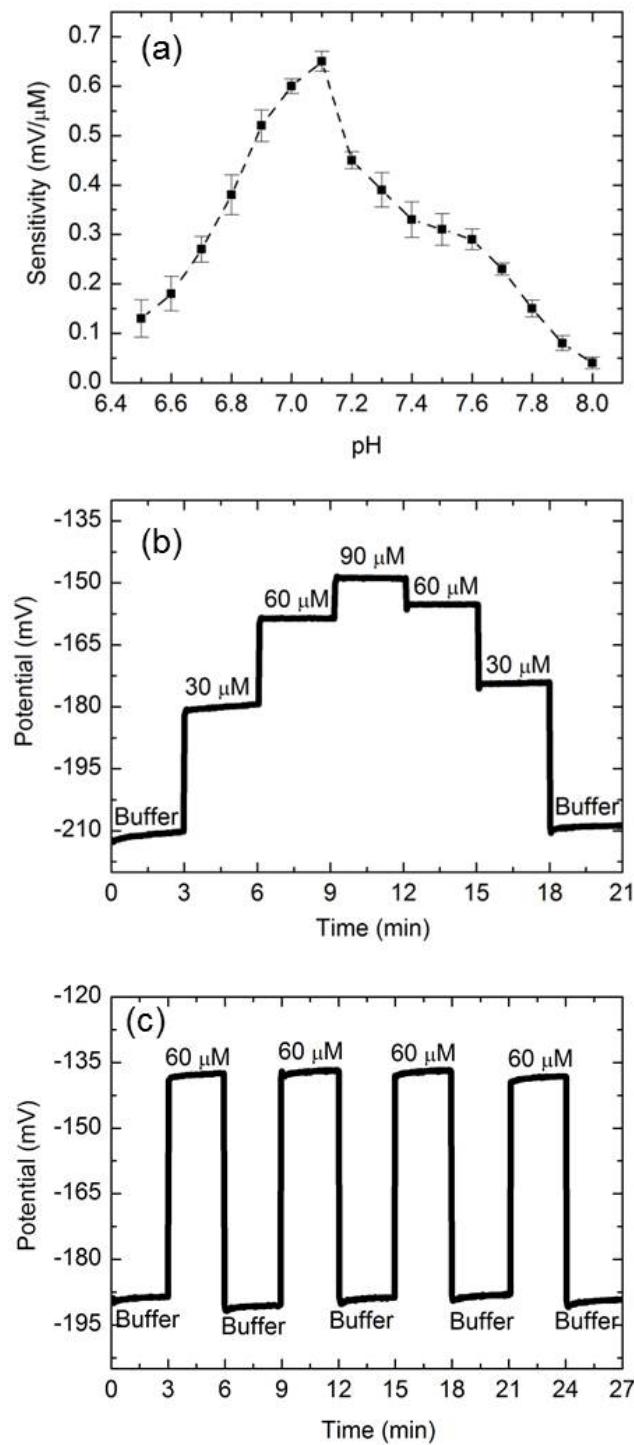 (a)
Sensitivity (mV/μM)
0.7
0.6
0.5
0.4
0.3
0.2
0.1
0.0
6.4 6.6 6.8 7.0 7.2 7.4 7.6 7.8 8.0
pH
(b)
Potential (mV)
-135
-150
-165
-180
-195
-210
Buffer
30 μM
60 μM
90 μM
60 μM
30 μM
Buffer
0 3 6 9 12 15 18 21
Time (min)
(c)
Potential (mV)
-120
-135
-150
-165
-180
-195
60 μM 60 μM 60 μM 60 μM
Buffer Buffer Buffer Buffer Buffer
0 3 6 9 12 15 18 21 24 27
Time (min)